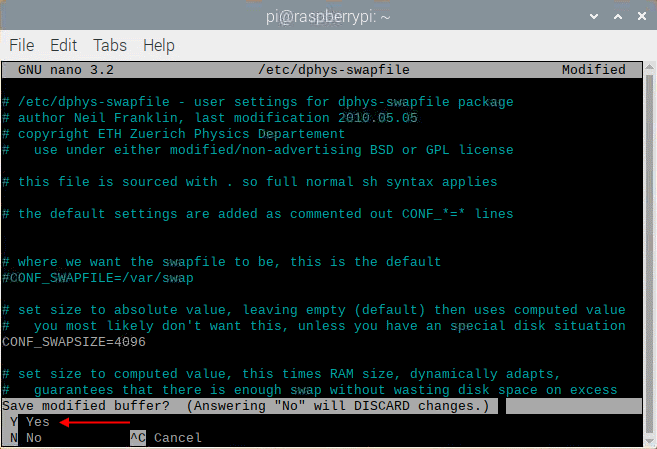 pi@raspberrypi: ~
File Edit Tabs Help
GNU nano 3.2 /etc/dphys-swapfile Modified
# /etc/dphys-swapfile - user settings for dphys-swapfile package
# author Neil Franklin, last modification 2010.05.05
# copyright ETH Zuerich Physics Departement
#   use under either modified/non-advertising BSD or GPL license
# this file is sourced with . so full normal sh syntax applies
# the default settings are added as commented out CONF_*=* lines
# where we want the swapfile to be, this is the default
#CONF_SWAPFILE=/var/swap
# set size to absolute value, leaving empty (default) then uses computed value
#   you most likely don't want this, unless you have an special disk situation
CONF_SWAPSIZE=4096
# set size to computed value, this times RAM size, dynamically adapts,
#   guarantees that there is enough swap without wasting disk space on excess
Save modified buffer?  (Answering "No" will DISCARD changes.)
Y Yes
N No ^C Cancel